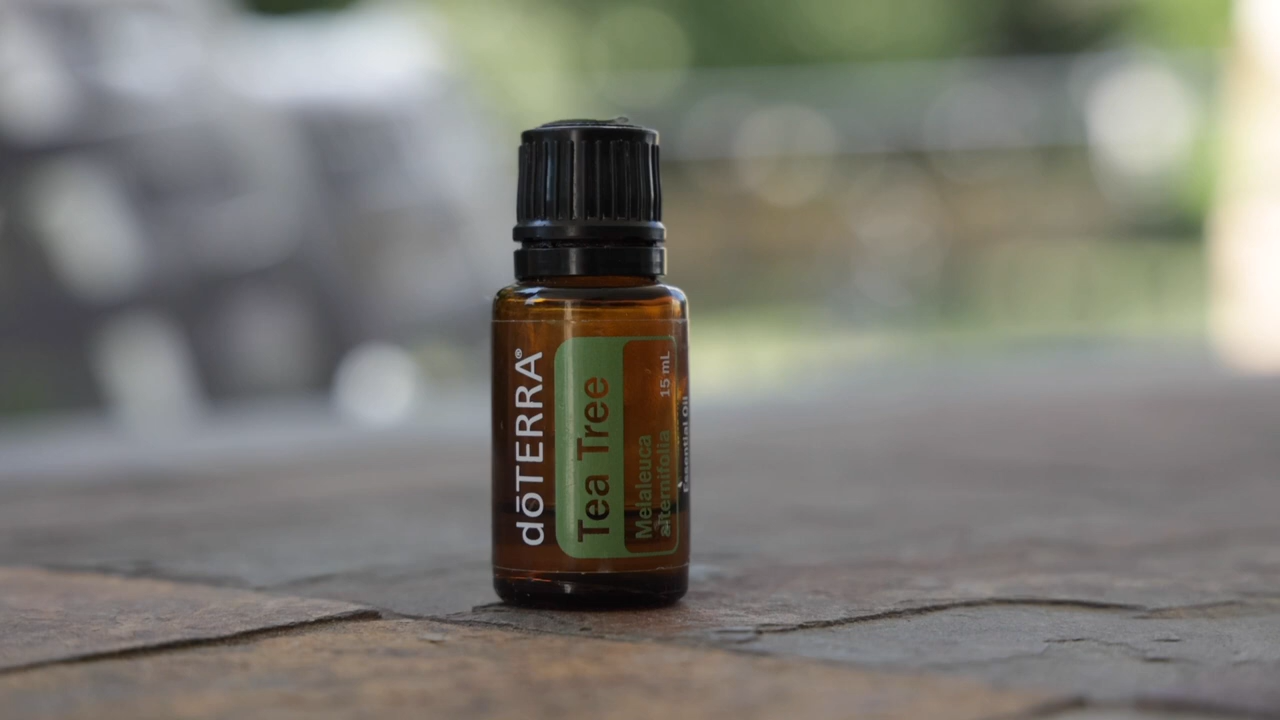 dōTERRA®
Tea Tree
Melaleuca
alternifolia
15 mL
Essential Oil